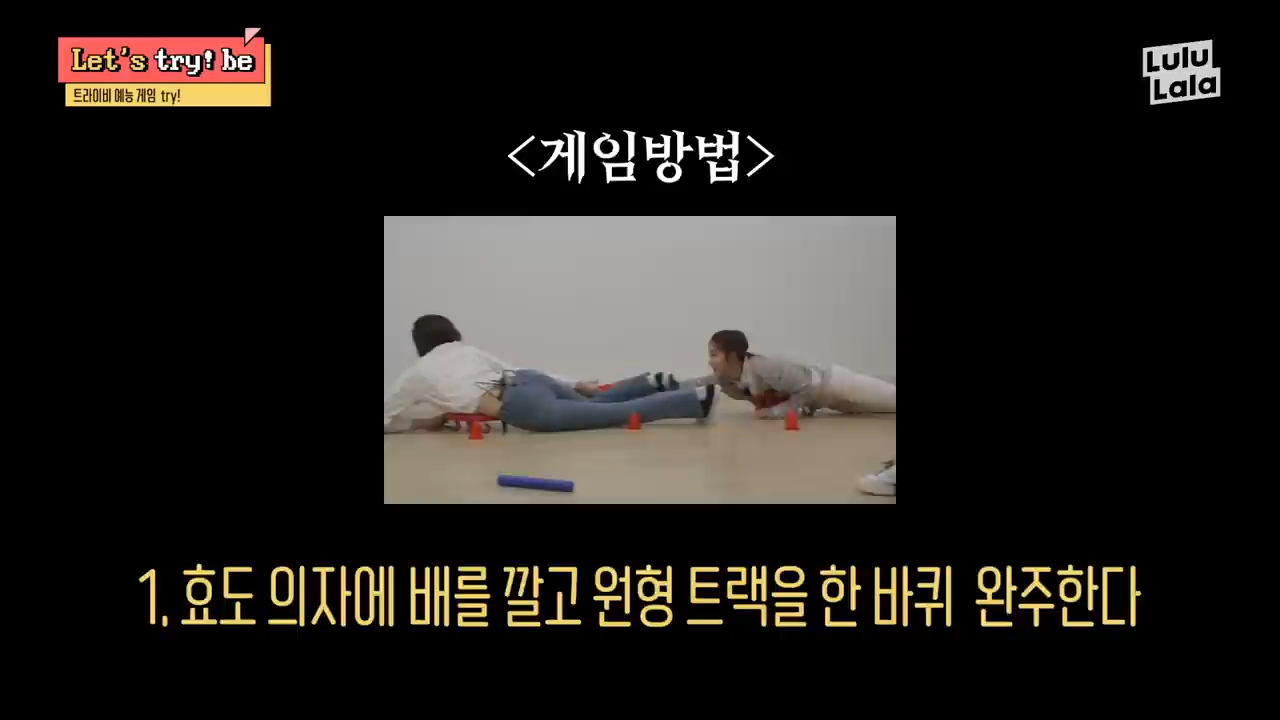 Let's try! be
트라이비 예능 게임 try!
Lulu
Lala
<게임방법>
1. 효도 의자에 배를 깔고 원형 트랙을 한 바퀴 완주한다